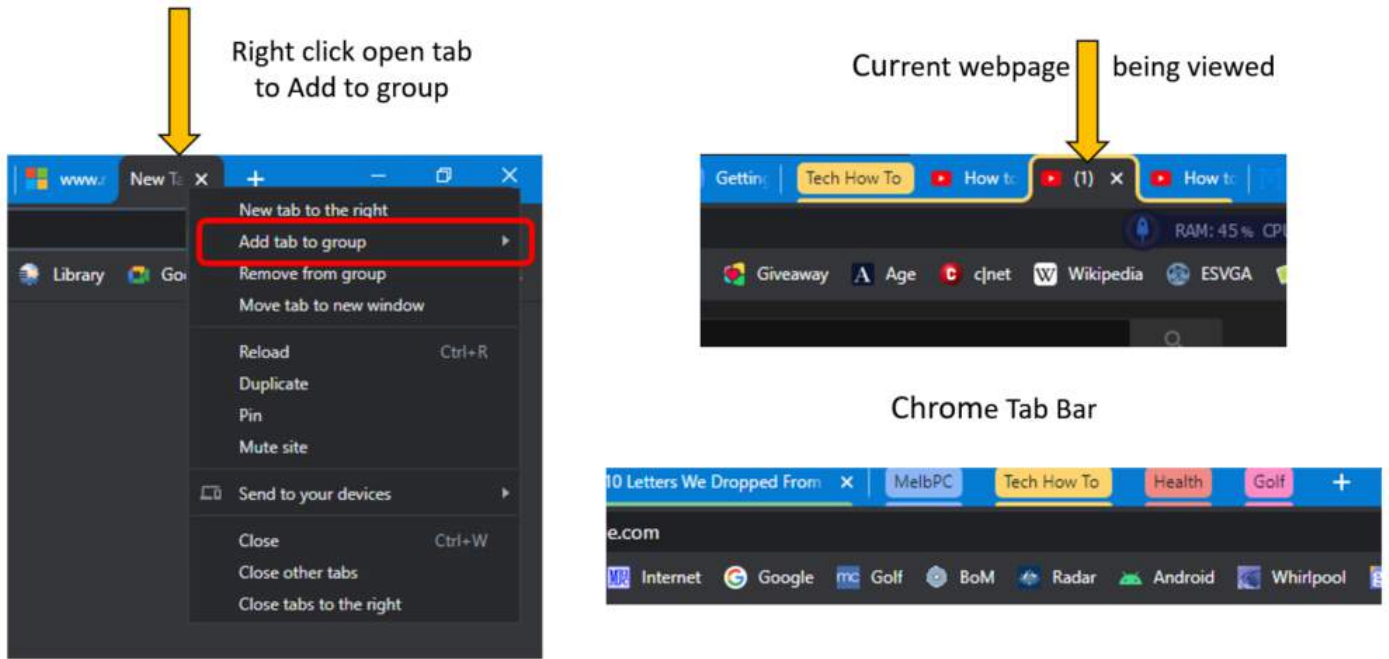 Right click open tab
to Add to group
www.r New Ta
New tab to the right
Add tab to group
Remove from group
Move tab to new window
Reload Ctrl+R
Duplicate
Pin
Mute site
Send to your devices
Close Ctrl+W
Close other tabs
Close tabs to the right
Library Goo
Current webpage being viewed
Getting Tech How To How to (1) How to
RAM: 45 % CPU
Giveaway A Age c c|net W Wikipedia ESVGA
Chrome Tab Bar
10 Letters We Dropped From MelbPC Tech How To Health Golf
e.com
Internet G Google mc Golf BoM Radar Android Whirlpool